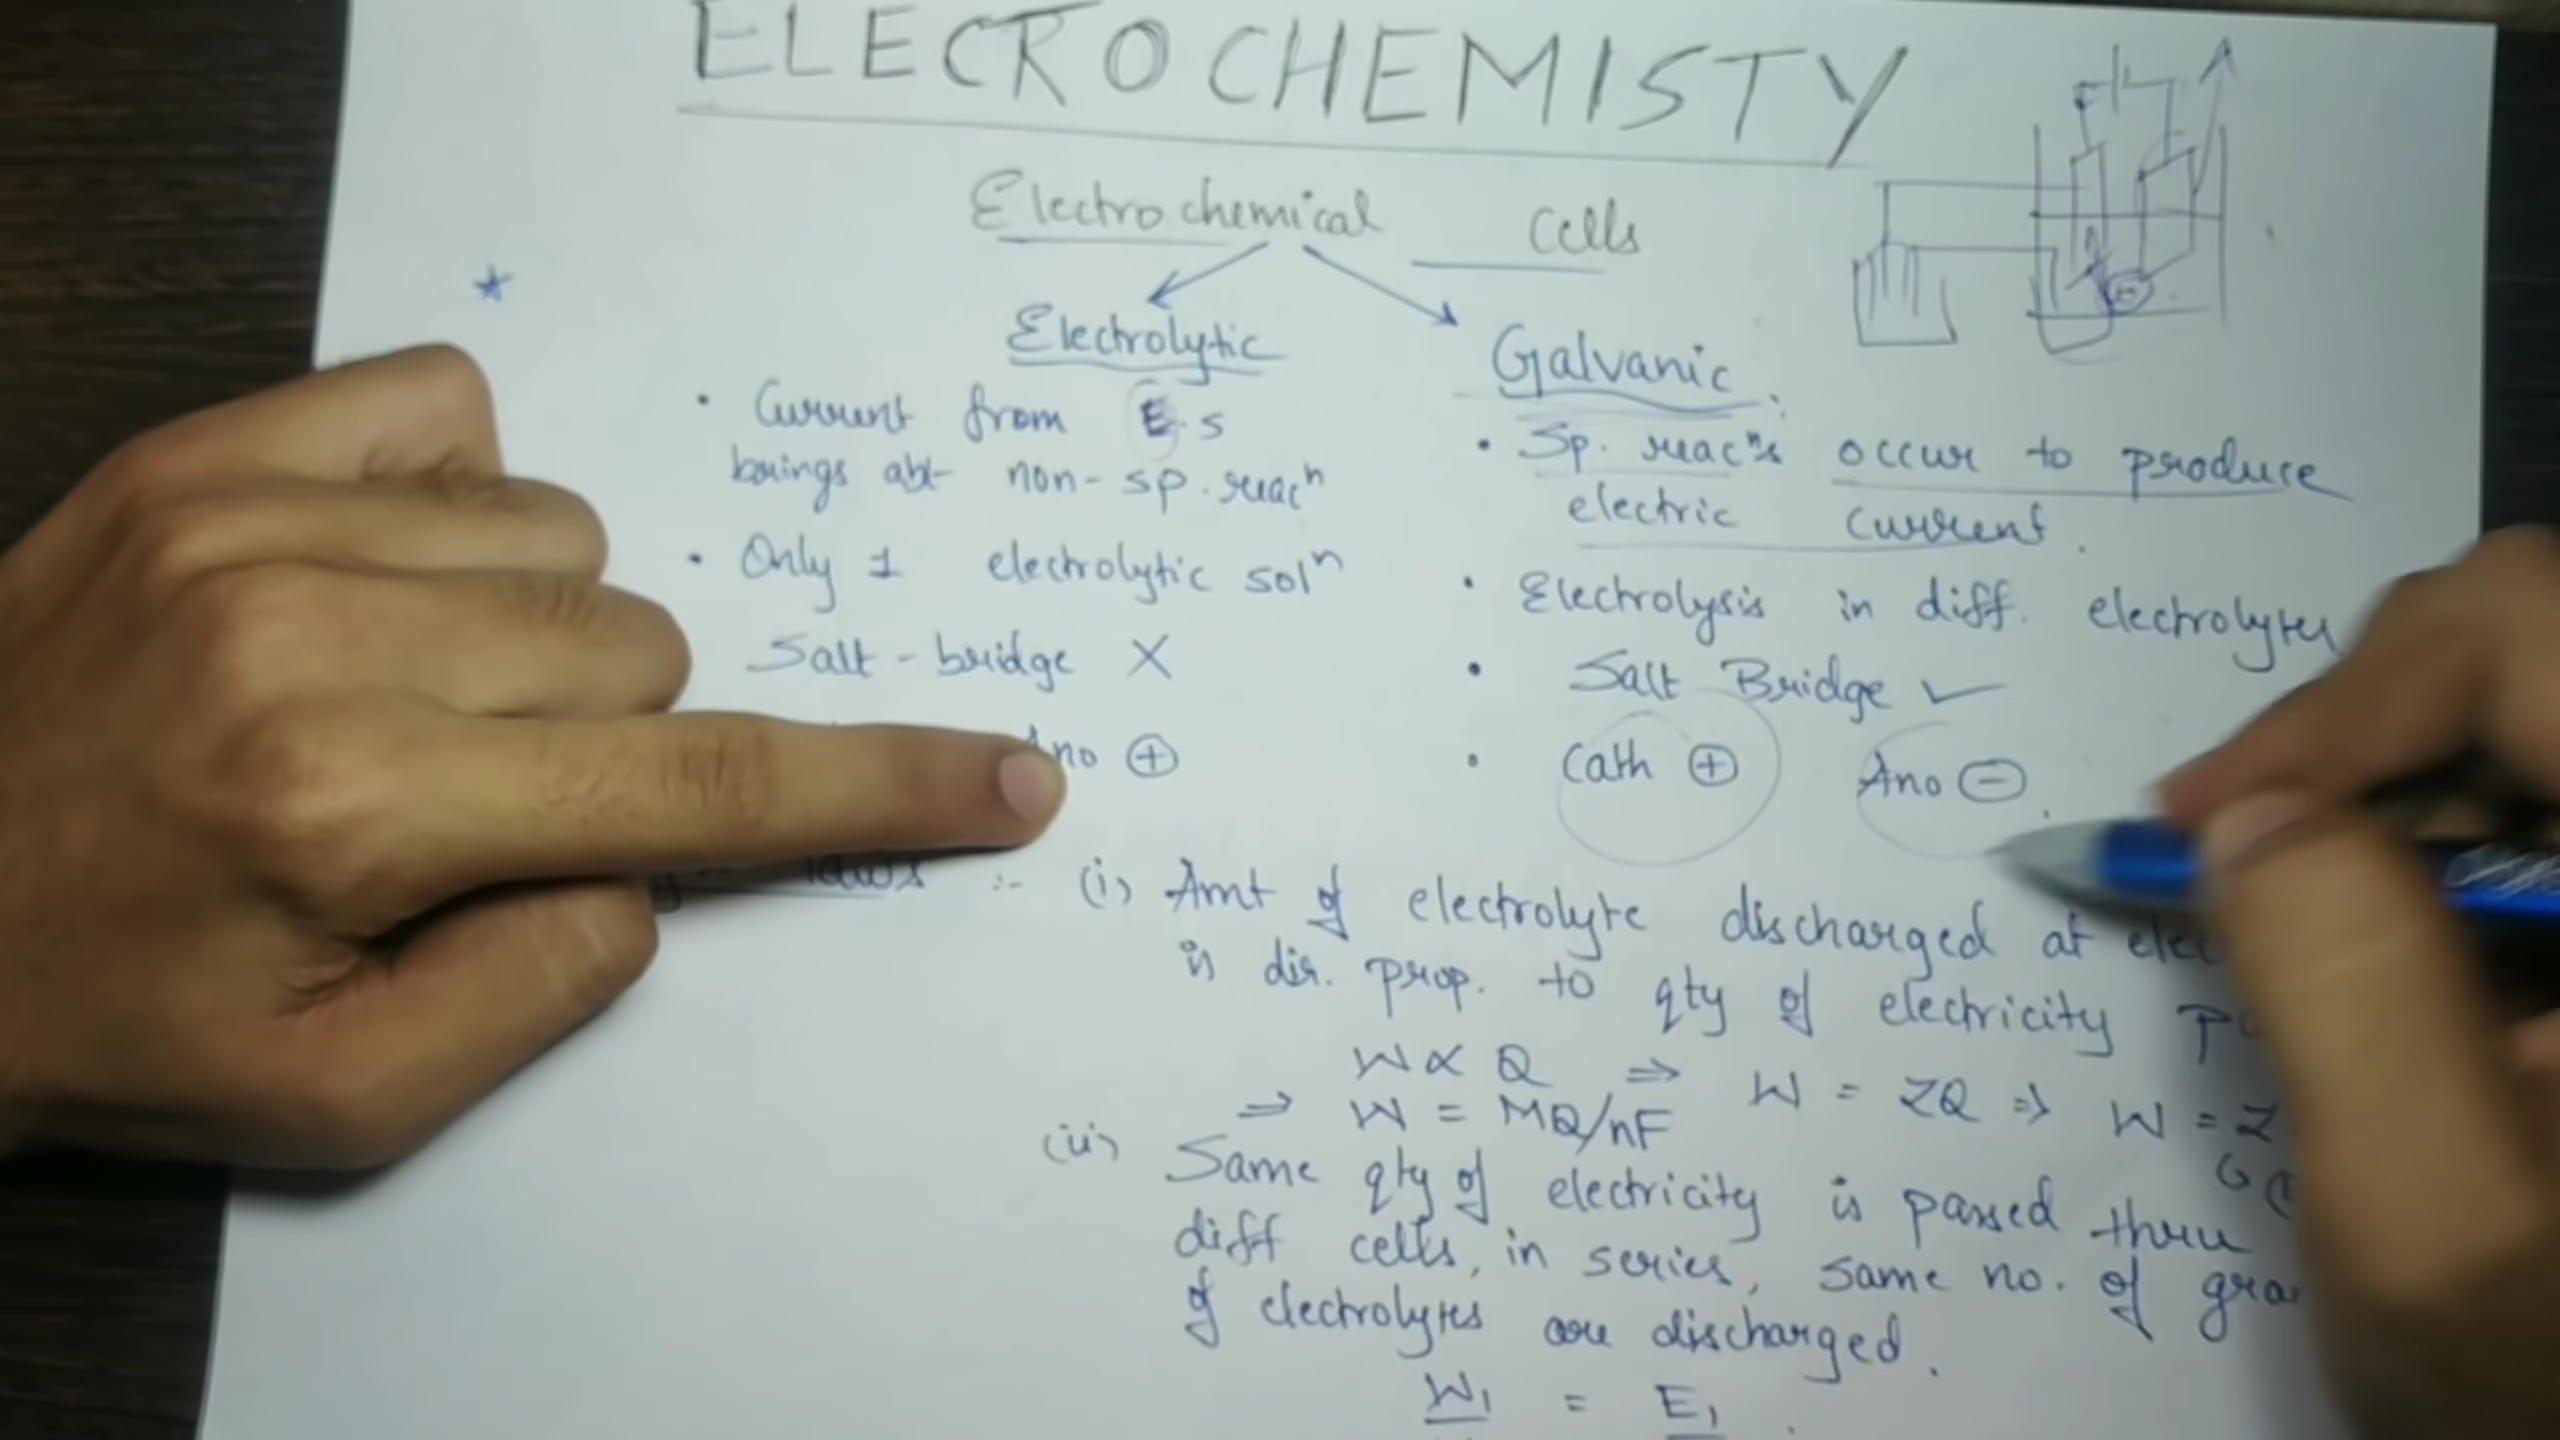 ELECROCHEMISTY
Electrochemical Cells
Electrolytic
• Current from E.S
brings abt non-sp.reacⁿ
• Only 1 electrolytic solⁿ
Salt-bridge X
Ano ⊕
Galvanic
• Sp. reacⁿs occur to produce
electric current.
• Electrolysis in diff. electrolytes
• Salt Bridge ✓
• Cath ⊕ Ano ⊖
laws :- (i) Amt of electrolyte discharged at
is dir. prop. to qty of electricity
W ∝ Q ⇒ W = ZQ ⇒ W = Z
⇒ W = MQ/nF
(ii) Same qty of electricity is passed thru
diff cells, in series, same no. of
of electrolytes are discharged.
W₁ = E₁